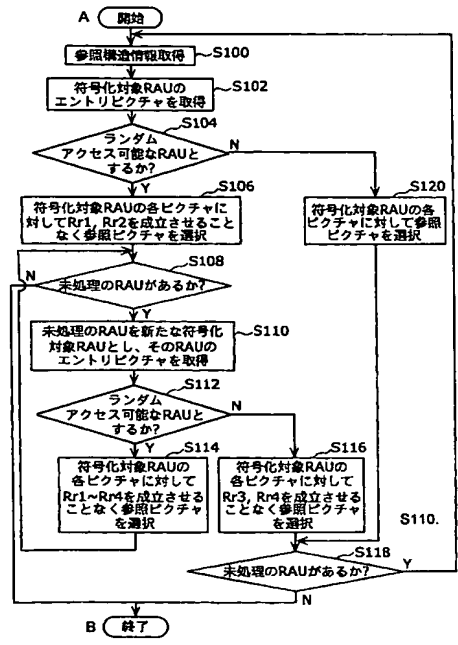 A 開始
参照構造情報取得 S100
符号化対象RAUの S102
エントリピクチャを取得
S104
ランダム
アクセス可能なRAUと
するか?
N
Y
S106
符号化対象RAUの各ピクチャに
対してRr1, Rr2を成立させること
なく参照ピクチャを選択
S120
符号化対象RAUの各
ピクチャに対して参照
ピクチャを選択
S108
N
未処理のRAUがあるか?
Y
S110
未処理のRAUを新たな符号化
対象RAUとし、そのRAUの
エントリピクチャを取得
S112
ランダム
アクセス可能なRAUと
するか?
N
Y
S114
符号化対象RAUの
各ピクチャに対して
Rr1~Rr4を成立させる
ことなく参照ピクチャ
を選択
S116
符号化対象RAUの
各ピクチャに対して
Rr3, Rr4を成立させる
ことなく参照ピクチャ
を選択
S110.
S118
未処理のRAUがあるか?
Y
N
B 終了